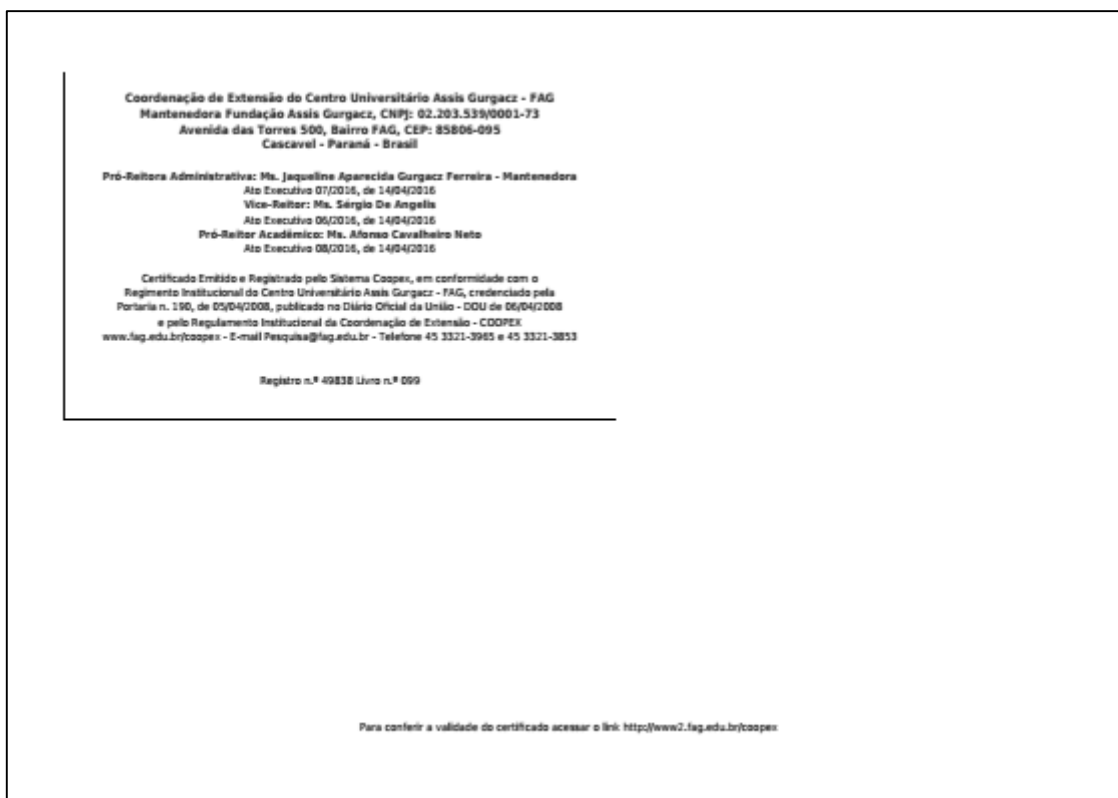 Coordenação de Extensão do Centro Universitário Assis Gurgacz - FAG
Mantenedora Fundação Assis Gurgacz, CNPJ: 02.203.539/0001-73
Avenida das Torres 500, Bairro FAG, CEP: 85806-095
Cascavel - Paraná - Brasil
Pró-Reitora Administrativa: Ms. Jaqueline Aparecida Gurgacz Ferreira - Mantenedora
Ato Executivo 07/2016, de 14/04/2016
Vice-Reitor: Ms. Sérgio De Angelis
Ato Executivo 06/2016, de 14/04/2016
Pró-Reitor Acadêmico: Ms. Afonso Cavalheiro Neto
Ato Executivo 08/2016, de 14/04/2016
Certificado Emitido e Registrado pelo Sistema Coopex, em conformidade com o
Regimento Institucional do Centro Universitário Assis Gurgacz - FAG, credenciado pela
Portaria n. 190, de 05/04/2008, publicado no Diário Oficial da União - DOU de 06/04/2008
e pelo Regulamento Institucional da Coordenação de Extensão - COOPEX
www.fag.edu.br/coopex - E-mail Pesquisa@fag.edu.br - Telefone 45 3321-3965 e 45 3321-3853
Registro n.º 49838 Livro n.º 099
Para conferir a validade do certificado acessar o link http://www2.fag.edu.br/coopex